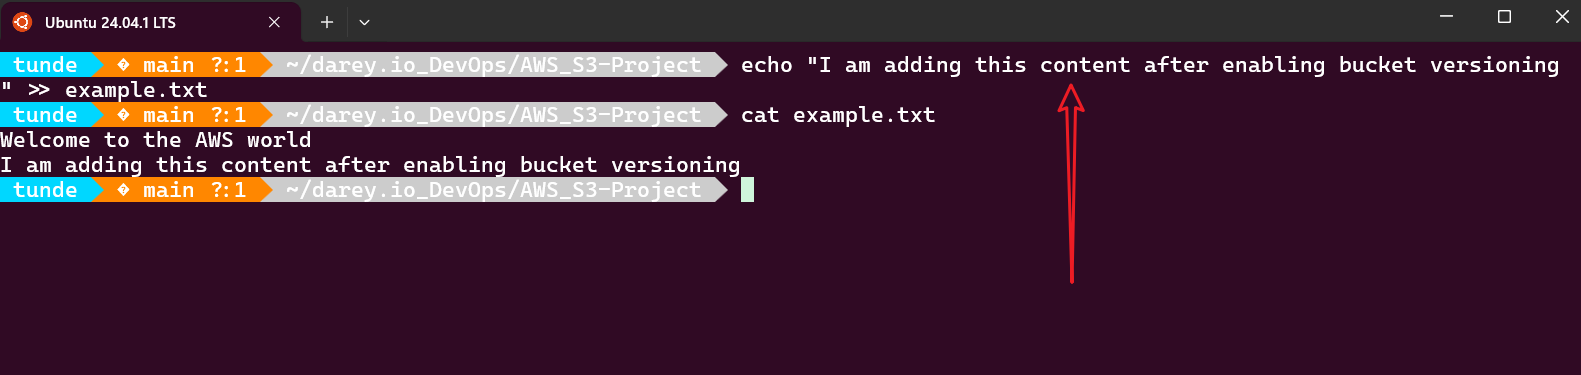 Ubuntu 24.04.1 LTS
tunde main ?:1 ~/darey.io_DevOps/AWS_S3-Project echo "I am adding this content after enabling bucket versioning
" >> example.txt
tunde main ?:1 ~/darey.io_DevOps/AWS_S3-Project cat example.txt
Welcome to the AWS world
I am adding this content after enabling bucket versioning
tunde main ?:1 ~/darey.io_DevOps/AWS_S3-Project